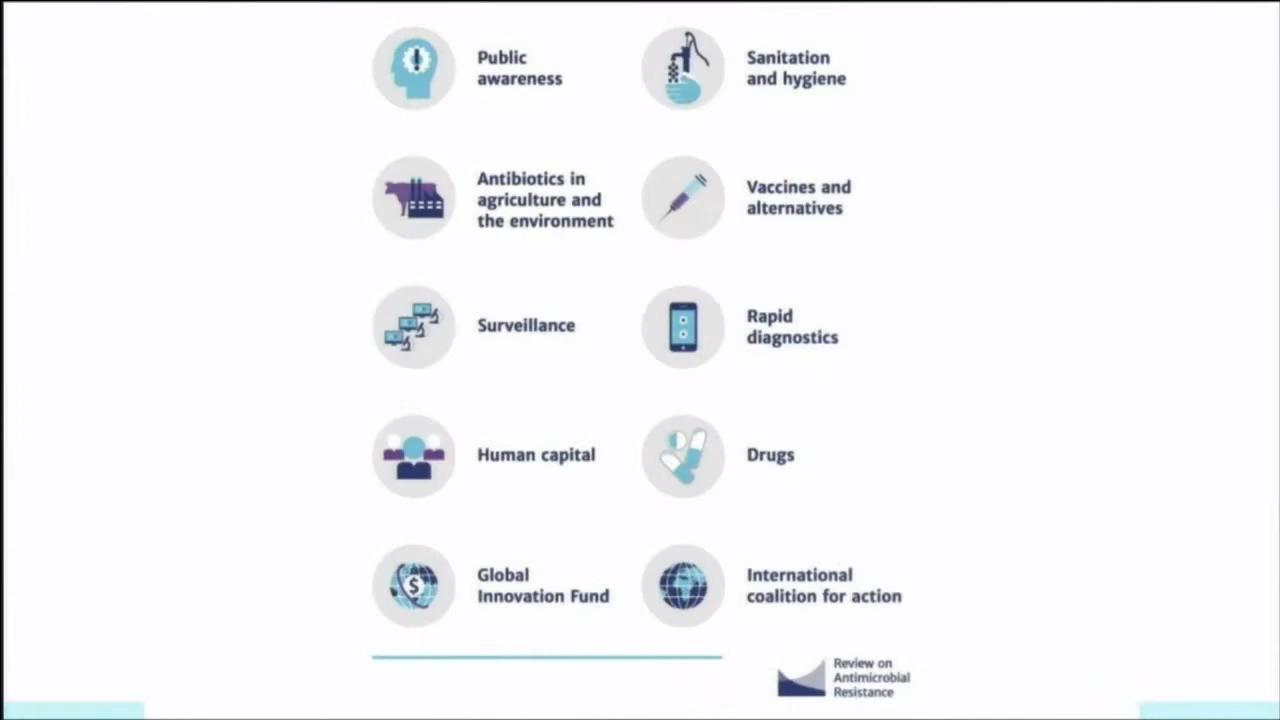 Public
awareness
Sanitation
and hygiene
Antibiotics in
agriculture and
the environment
Vaccines and
alternatives
Surveillance
Rapid
diagnostics
Human capital
Drugs
$
Global
Innovation Fund
International
coalition for action
Review on
Antimicrobial
Resistance